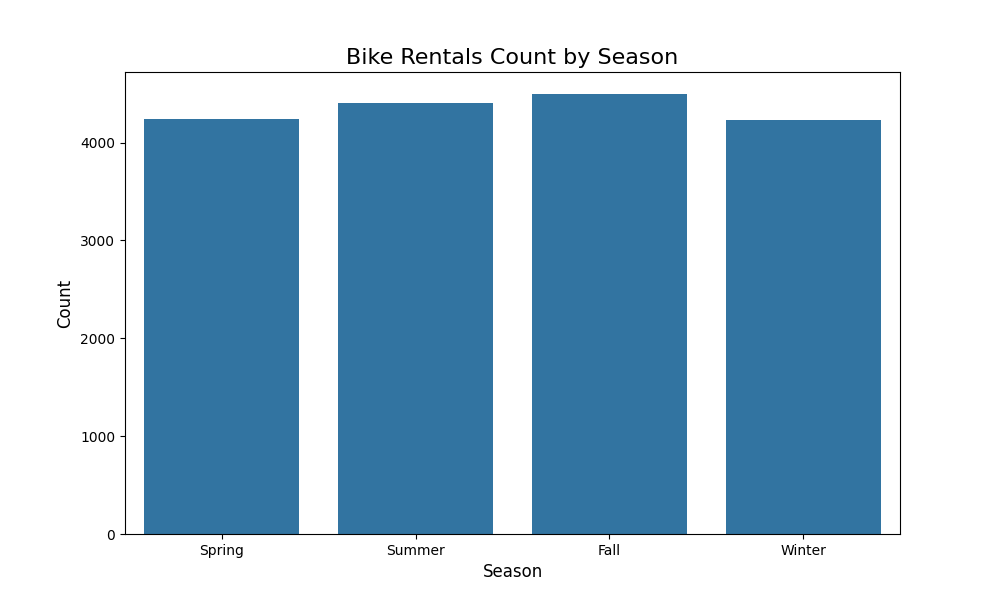 Bike Rentals Count by Season
Count
4000
3000
2000
1000
0
Spring Summer Fall Winter
Season